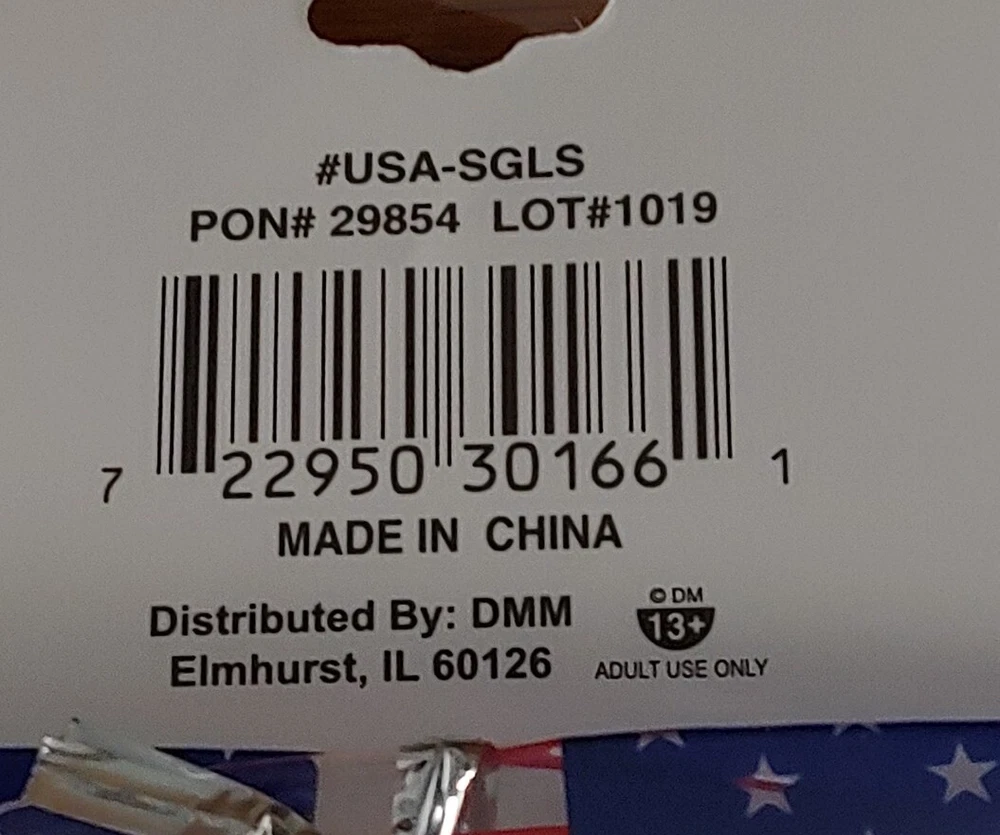 #USA-SGLS
PON# 29854 LOT#1019
7 22950 30166 1
MADE IN CHINA
Distributed By: DMM
Elmhurst, IL 60126
© DM
13+
ADULT USE ONLY